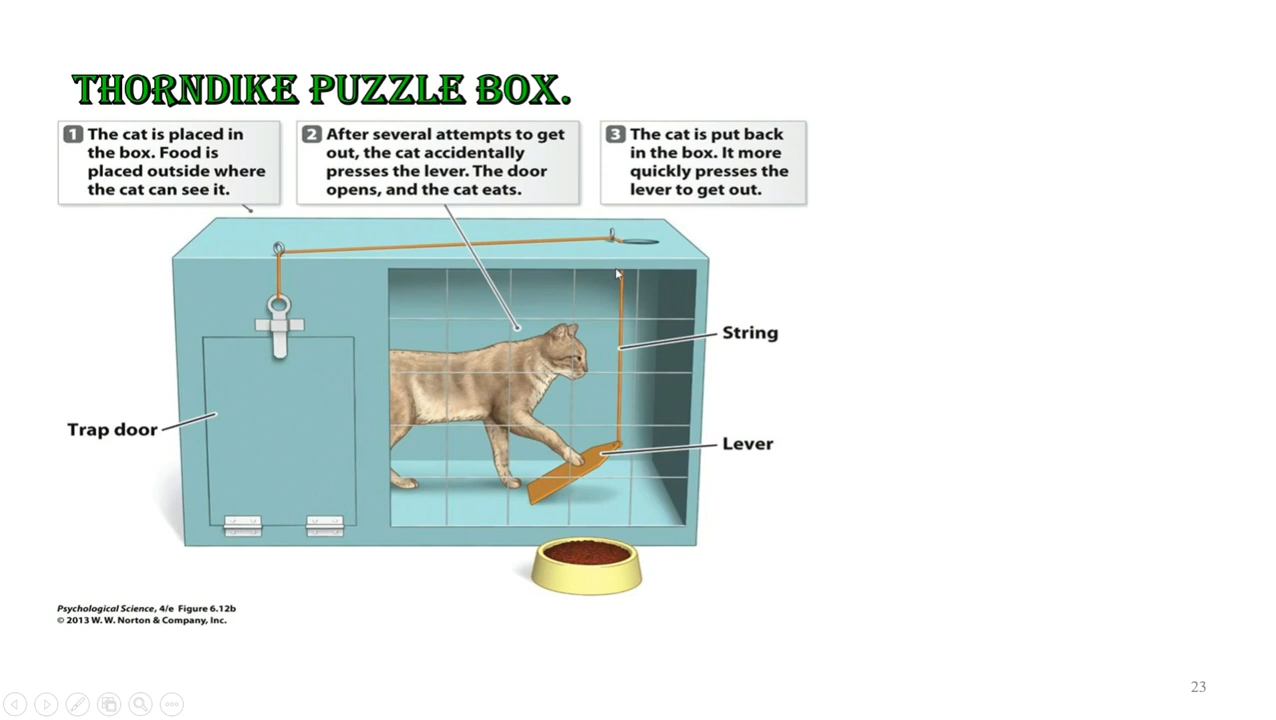 THORNDIKE PUZZLE BOX.
1 The cat is placed in
the box. Food is
placed outside where
the cat can see it.
2 After several attempts to get
out, the cat accidentally
presses the lever. The door
opens, and the cat eats.
3 The cat is put back
in the box. It more
quickly presses the
lever to get out.
String
Trap door
Lever
Psychological Science, 4/e Figure 6.12b
© 2013 W. W. Norton & Company, Inc.
23